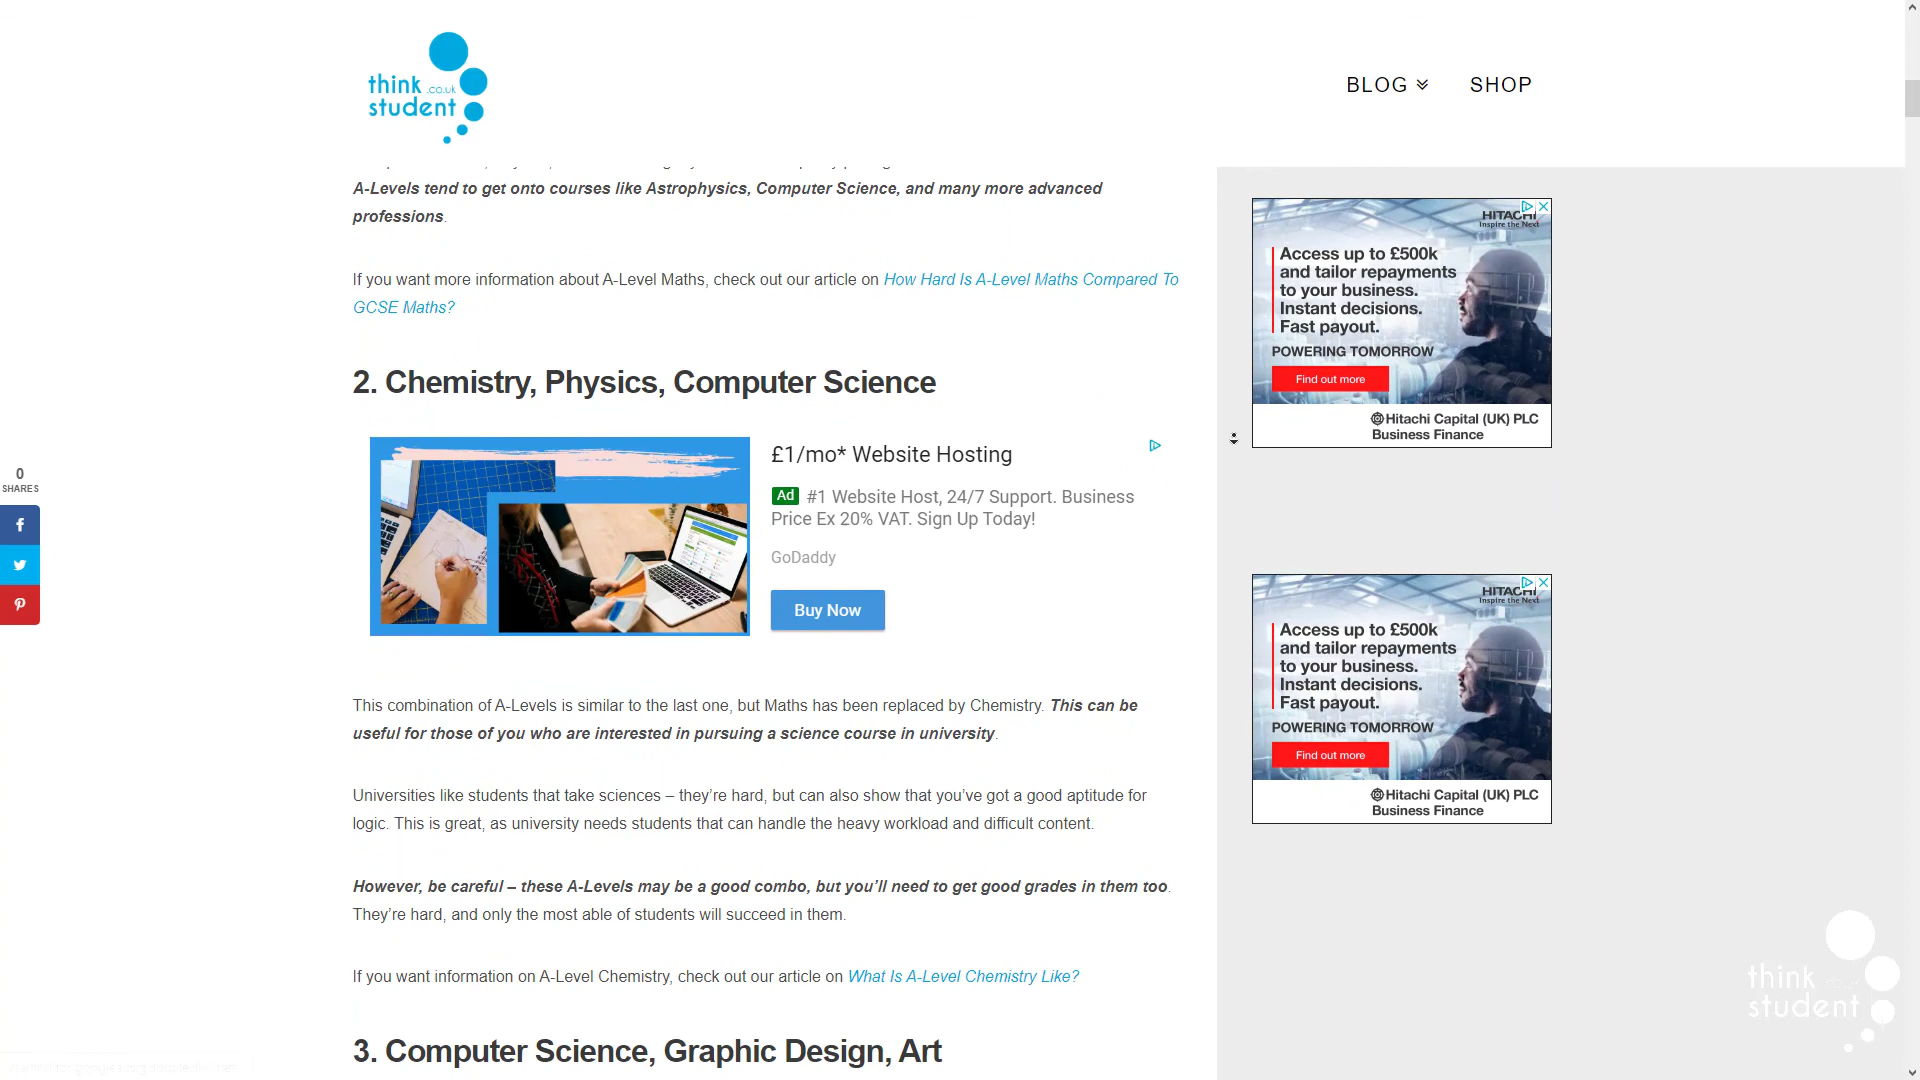 think .co.uk
student
BLOG
SHOP
A-Levels tend to get onto courses like Astrophysics, Computer Science, and many more advanced
professions.
If you want more information about A-Level Maths, check out our article on How Hard Is A-Level Maths Compared To
GCSE Maths?
2. Chemistry, Physics, Computer Science
£1/mo* Website Hosting
Ad #1 Website Host, 24/7 Support. Business
Price Ex 20% VAT. Sign Up Today!
GoDaddy
Buy Now
This combination of A-Levels is similar to the last one, but Maths has been replaced by Chemistry. This can be
useful for those of you who are interested in pursuing a science course in university.
Universities like students that take sciences – they’re hard, but can also show that you’ve got a good aptitude for
logic. This is great, as university needs students that can handle the heavy workload and difficult content.
However, be careful – these A-Levels may be a good combo, but you’ll need to get good grades in them too.
They’re hard, and only the most able of students will succeed in them.
If you want information on A-Level Chemistry, check out our article on What Is A-Level Chemistry Like?
3. Computer Science, Graphic Design, Art
0
SHARES
HITACHI
Inspire the Next
Access up to £500k
and tailor repayments
to your business.
Instant decisions.
Fast payout.
POWERING TOMORROW
Find out more
Hitachi Capital (UK) PLC
Business Finance
HITACHI
Inspire the Next
Access up to £500k
and tailor repayments
to your business.
Instant decisions.
Fast payout.
POWERING TOMORROW
Find out more
Hitachi Capital (UK) PLC
Business Finance
think .co.uk
student